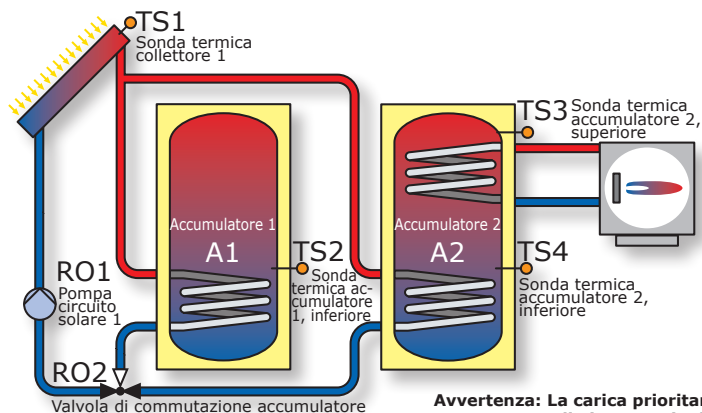 TS1
Sonda termica
collettore 1
TS3
Sonda termica
accumulatore 2,
superiore
Accumulatore 1
A1
Accumulatore 2
A2
TS2
Sonda
termica ac-
cumulatore
1, inferiore
TS4
Sonda termica
accumulatore 2,
inferiore
RO1
Pompa
circuito
solare 1
RO2
Valvola di commutazione accumulatore
Avvertenza: La carica prioritar